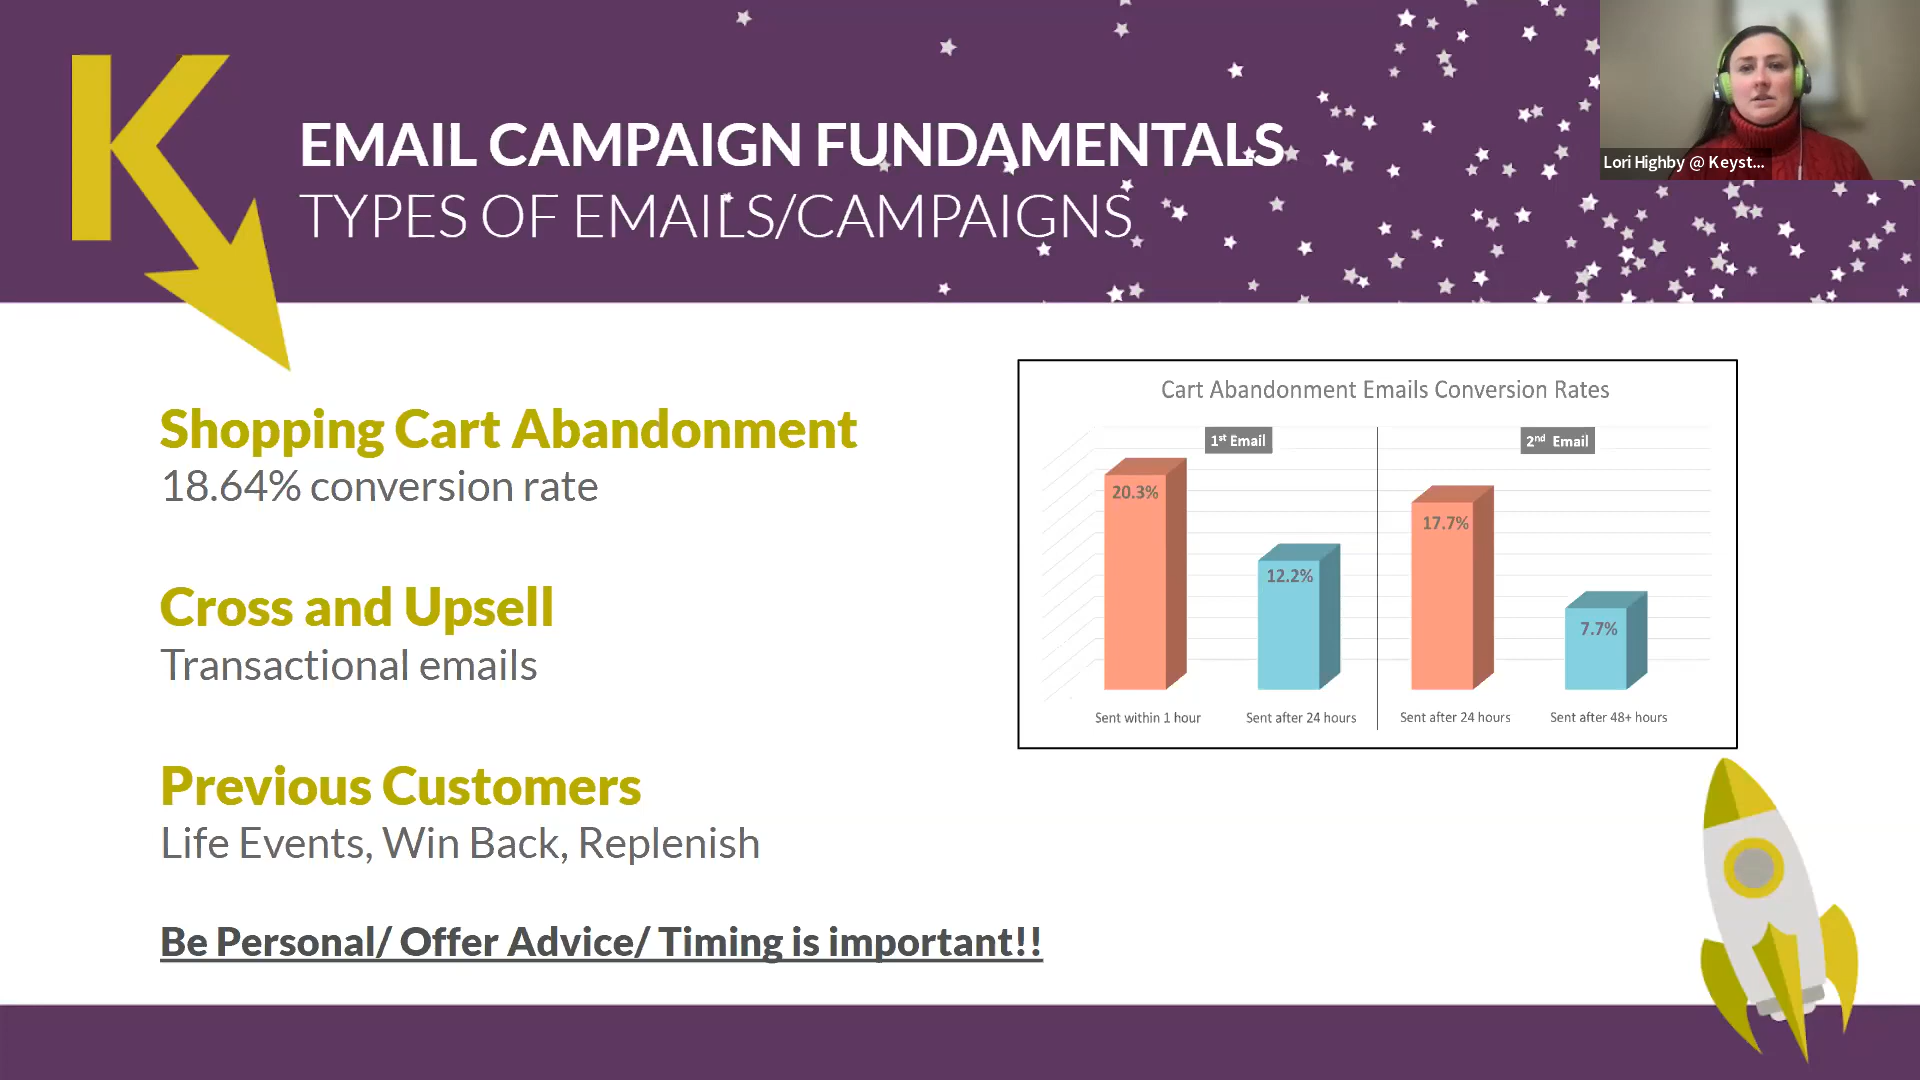 K
EMAIL CAMPAIGN FUNDAMENTALS
TYPES OF EMAILS/CAMPAIGNS
Lori Highby @ Keyst...
Shopping Cart Abandonment
18.64% conversion rate
Cross and Upsell
Transactional emails
Previous Customers
Life Events, Win Back, Replenish
Be Personal/ Offer Advice/ Timing is important!!
Cart Abandonment Emails Conversion Rates
1st Email
2nd Email
20.3%
12.2%
17.7%
7.7%
Sent within 1 hour
Sent after 24 hours
Sent after 24 hours
Sent after 48+ hours